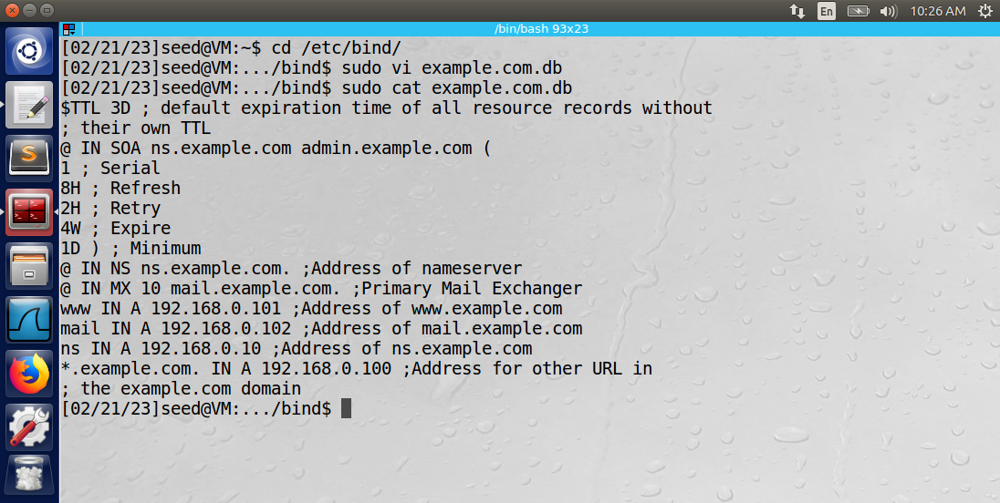 En
10:26 AM
/bin/bash 93x23
[02/21/23]seed@VM:~$ cd /etc/bind/
[02/21/23]seed@VM:.../bind$ sudo vi example.com.db
[02/21/23]seed@VM:.../bind$ sudo cat example.com.db
$TTL 3D ; default expiration time of all resource records without
; their own TTL
@ IN SOA ns.example.com admin.example.com (
1 ; Serial
8H ; Refresh
2H ; Retry
4W ; Expire
1D ) ; Minimum
@ IN NS ns.example.com. ;Address of nameserver
@ IN MX 10 mail.example.com. ;Primary Mail Exchanger
www IN A 192.168.0.101 ;Address of www.example.com
mail IN A 192.168.0.102 ;Address of mail.example.com
ns IN A 192.168.0.10 ;Address of ns.example.com
*.example.com. IN A 192.168.0.100 ;Address for other URL in
; the example.com domain
[02/21/23]seed@VM:.../bind$